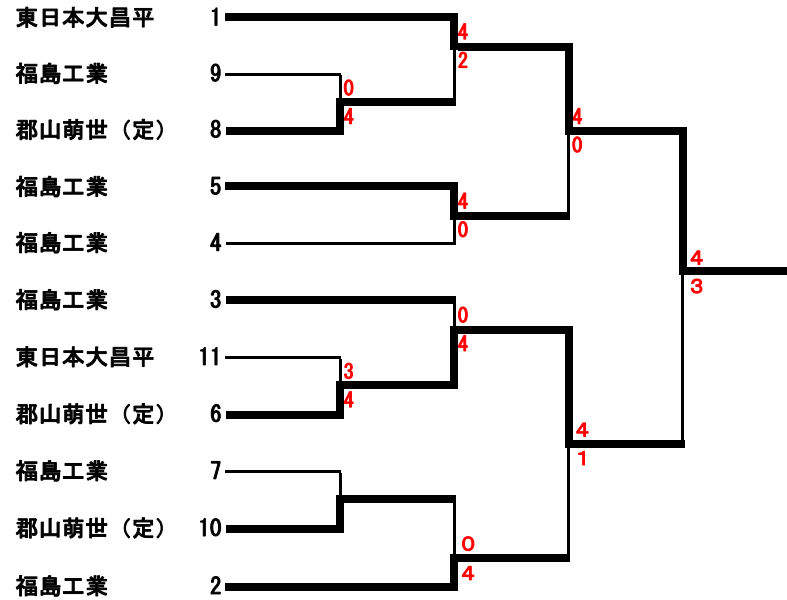 東日本大昌平 1
4
2
福島工業 9
0
4
郡山萌世（定） 8
4
0
福島工業 5
4
0
福島工業 4
4
3
福島工業 3
0
4
東日本大昌平 11
3
4
郡山萌世（定） 6
4
1
福島工業 7
郡山萌世（定） 10
0
4
福島工業 2